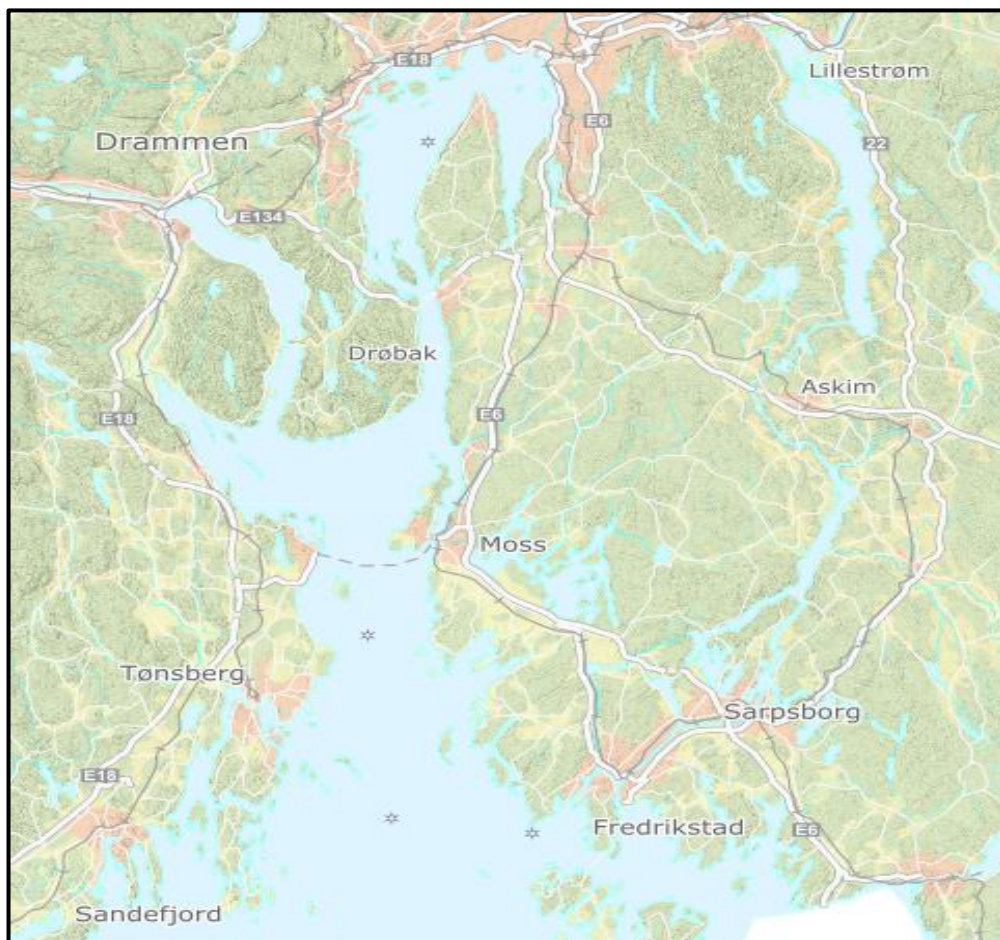 E18
Lillestrøm
E6
Drammen
22
E134
Drøbak
Askim
E6
E18
Moss
Tønsberg
Sarpsborg
E18
Fredrikstad
E6
Sandefjord